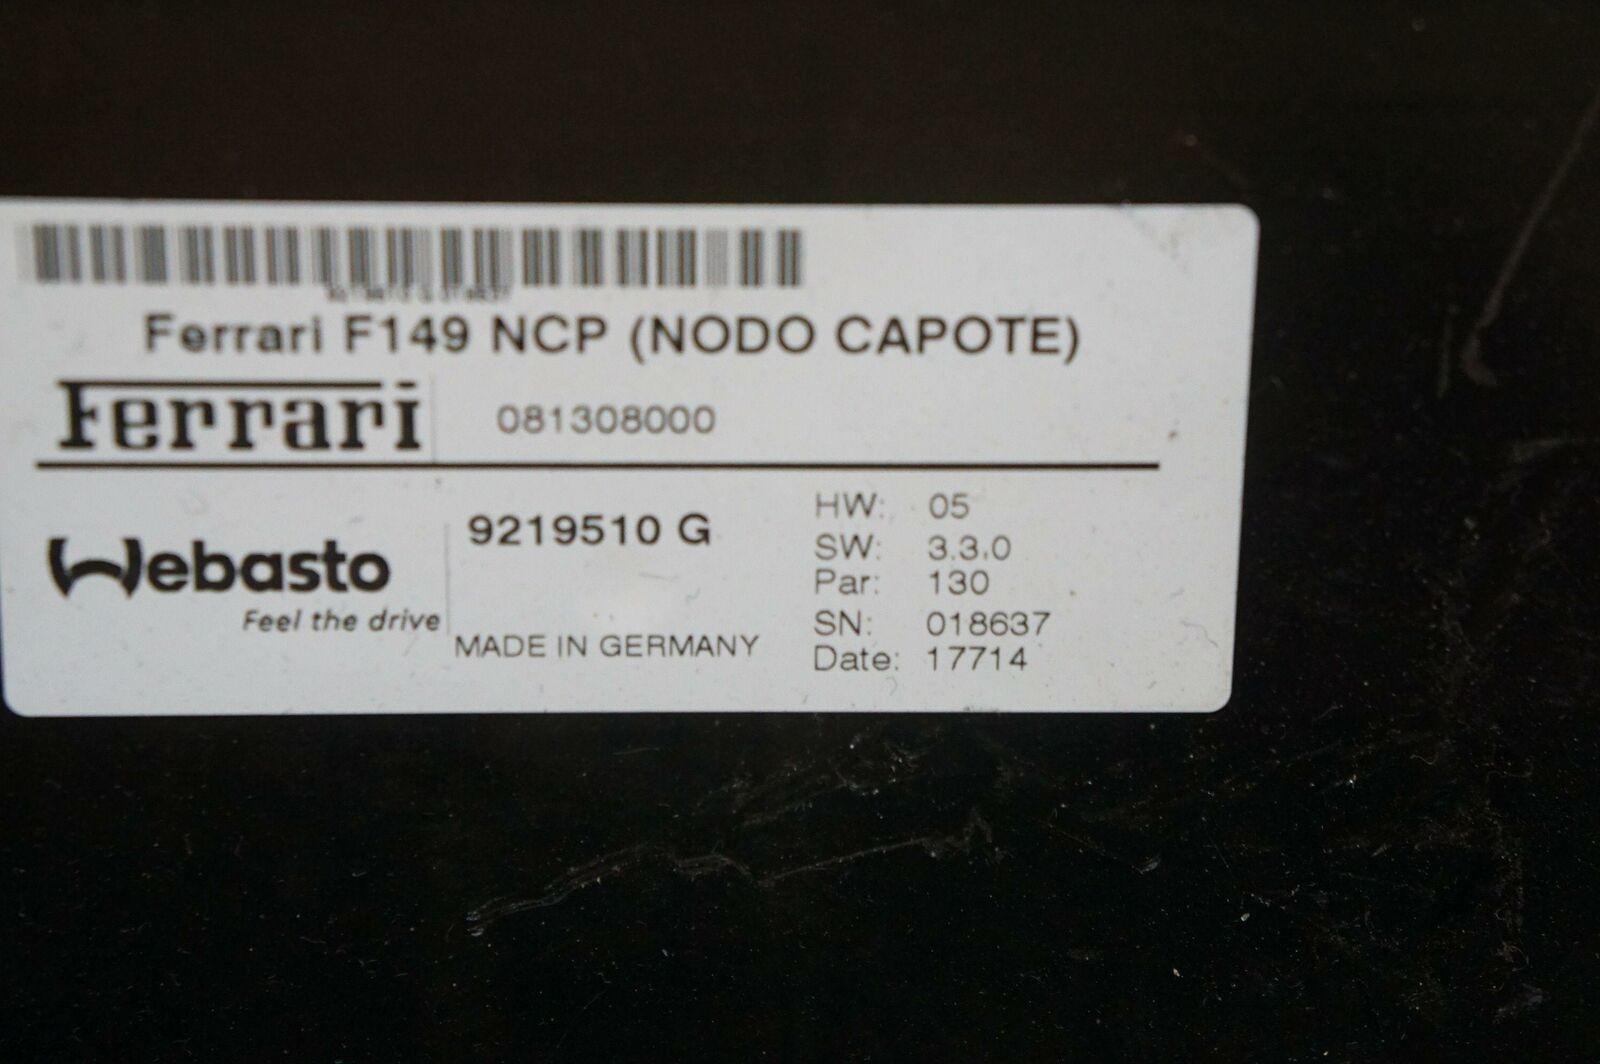 Ferrari F149 NCP (NODO CAPOTE)
Ferrari
081308000
Webasto
Feel the drive
9219510 G
MADE IN GERMANY
HW: 05
SW: 3.3.0
Par: 130
SN: 018637
Date: 17714